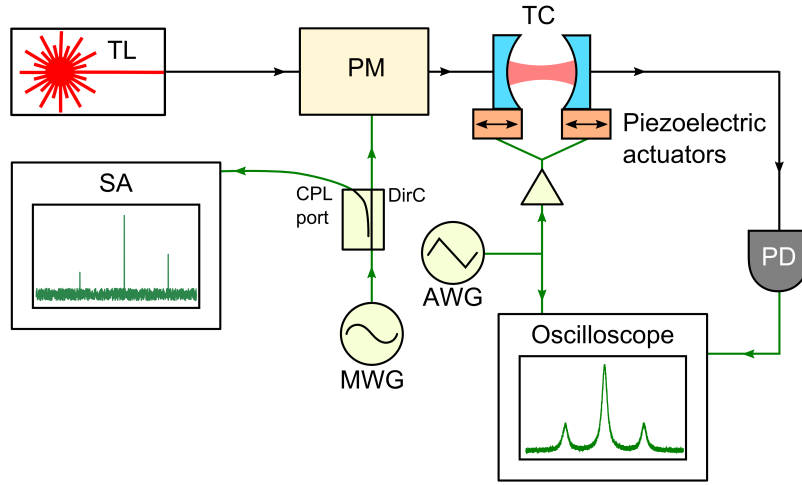 TC
TL
PM
Piezoelectric
actuators
SA
CPL
port
DirC
PD
AWG
Oscilloscope
MWG